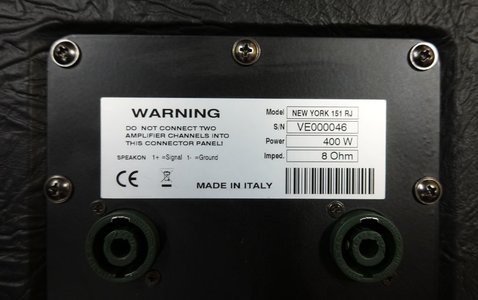 WARNING
DO NOT CONNECT TWO
AMPLIFIER CHANNELS INTO
THIS CONNECTOR PANEL!
SPEAKON 1+ =Signal 1- =Ground
CE
MADE IN ITALY
Model NEW YORK 151 RJ
S/N VE000046
Power 400 W
Imped. 8 Ohm